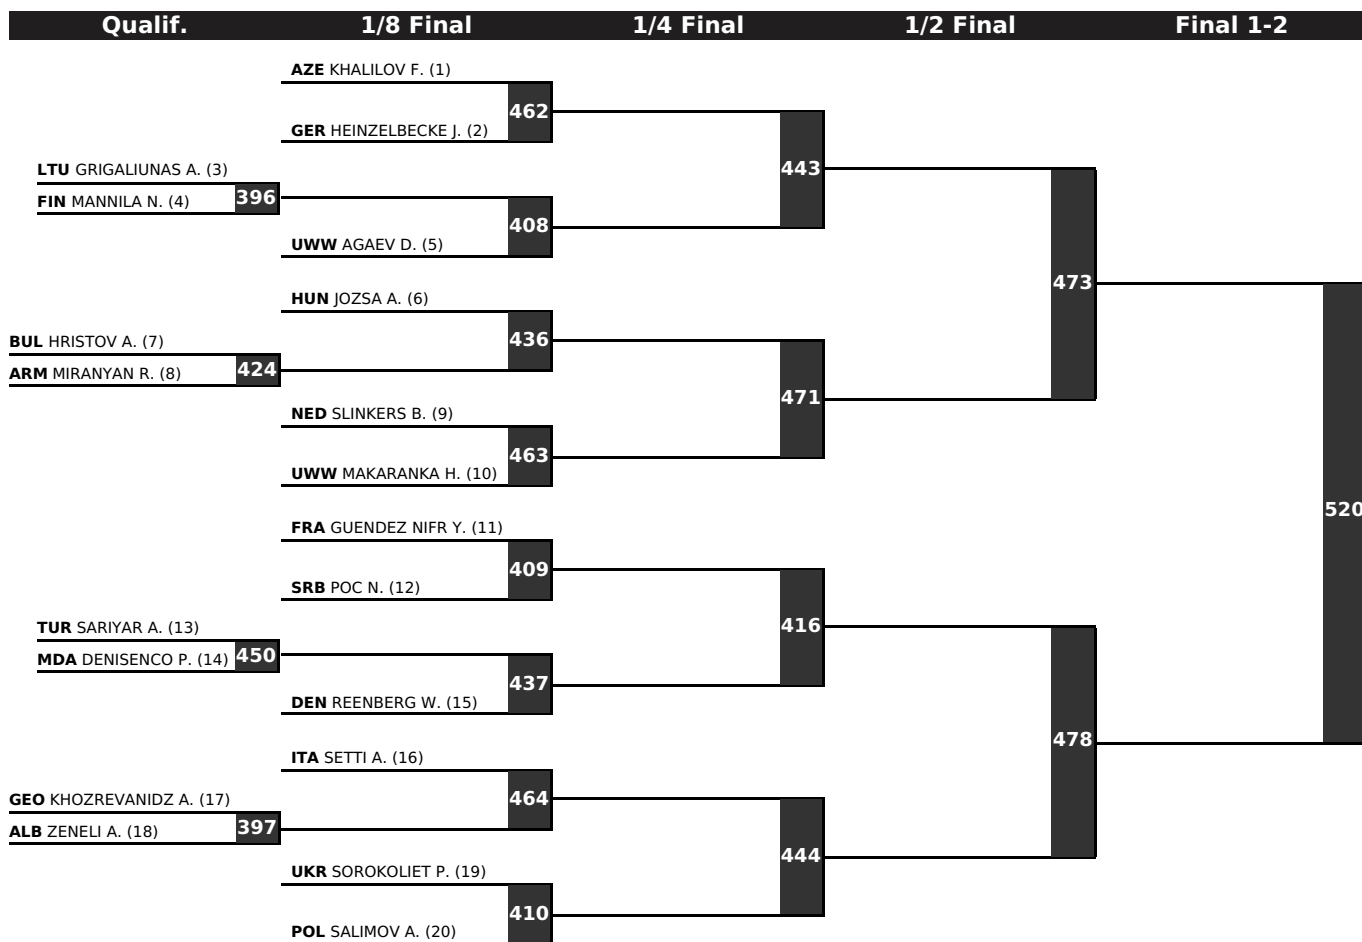 Qualif. 1/8 Final 1/4 Final 1/2 Final Final 1-2
AZE KHALILOV F. (1)
462
443
GER HEINZELBECKE J. (2)
LTU GRIGALIUNAS A. (3)
FIN MANNILA N. (4)
396
408
473
UWW AGAEV D. (5)
HUN JOZSA A. (6)
436
471
BUL HRISTOV A. (7)
ARM MIRANYAN R. (8)
424
NED SLINKERS B. (9)
463
UWW MAKARANKA H. (10)
520
FRA GUENDEZ NIFR Y. (11)
409
416
SRB POC N. (12)
TUR SARIYAR A. (13)
MDA DENISENCO P. (14)
450
437
478
DEN REENBERG W. (15)
ITA SETTI A. (16)
464
444
GEO KHOZREVANIDZ A. (17)
ALB ZENELI A. (18)
397
UKR SOROKOLIET P. (19)
410
POL SALIMOV A. (20)